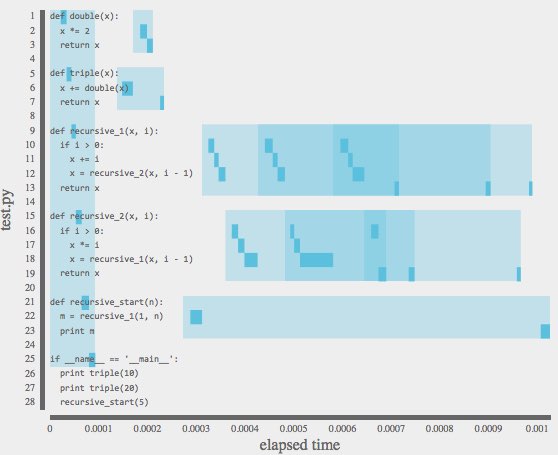 1 def double(x):
2 x *= 2
3 return x
4
5 def triple(x):
6 x += double(x)
7 return x
8
9 def recursive_1(x, i):
10 if i > 0:
11 x += i
12 x = recursive_2(x, i - 1)
13 return x
14
15 def recursive_2(x, i):
16 if i > 0:
17 x *= i
18 x = recursive_1(x, i - 1)
19 return x
20
21 def recursive_start(n):
22 m = recursive_1(1, n)
23 print m
24
25 if __name__ == '__main__':
26 print triple(10)
27 print triple(20)
28 recursive_start(5)
test.py
0 0.0001 0.0002 0.0003 0.0004 0.0005 0.0006 0.0007 0.0008 0.0009 0.001
elapsed time